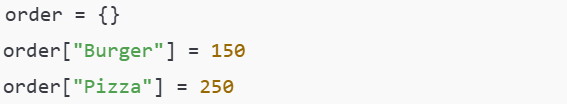 order = {}
order["Burger"] = 150
order["Pizza"] = 250